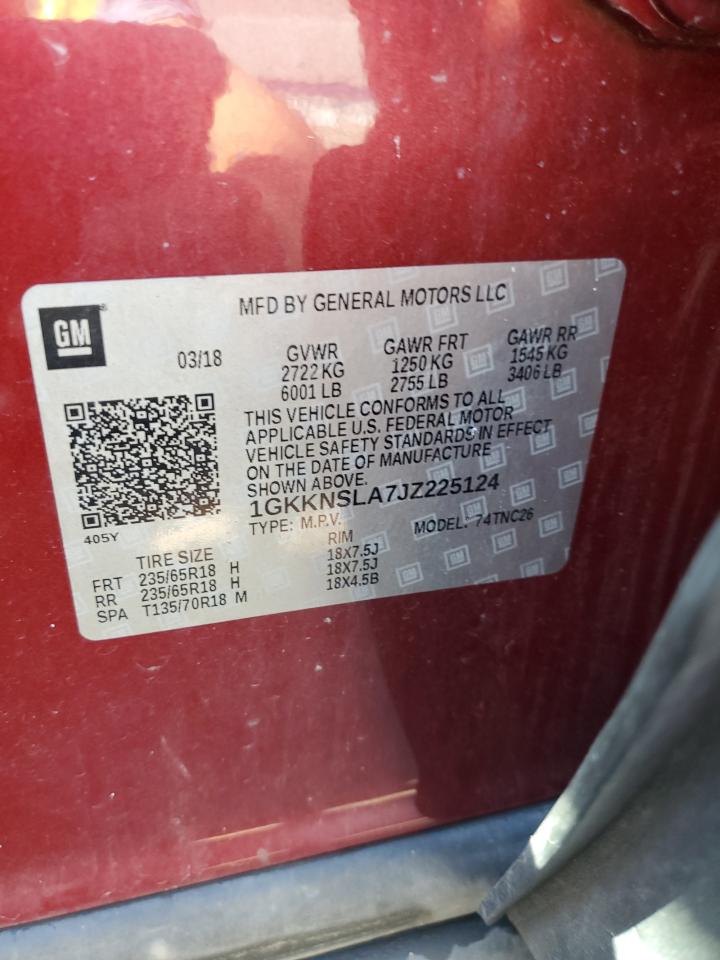 GM
MFD BY GENERAL MOTORS LLC
03/18
GVWR
2722 KG
6001 LB
GAWR FRT
1250 KG
2755 LB
GAWR RR
1545 KG
3406 LB
THIS VEHICLE CONFORMS TO ALL
APPLICABLE U.S. FEDERAL MOTOR
VEHICLE SAFETY STANDARDS IN EFFECT
ON THE DATE OF MANUFACTURE
SHOWN ABOVE.
1GKKNSLA7JZ225124
TYPE: M.P.V. MODEL: 74TNC26
405Y
TIRE SIZE RIM
FRT 235/65R18 H 18X7.5J
RR 235/65R18 H 18X7.5J
SPA T135/70R18 M 18X4.5B